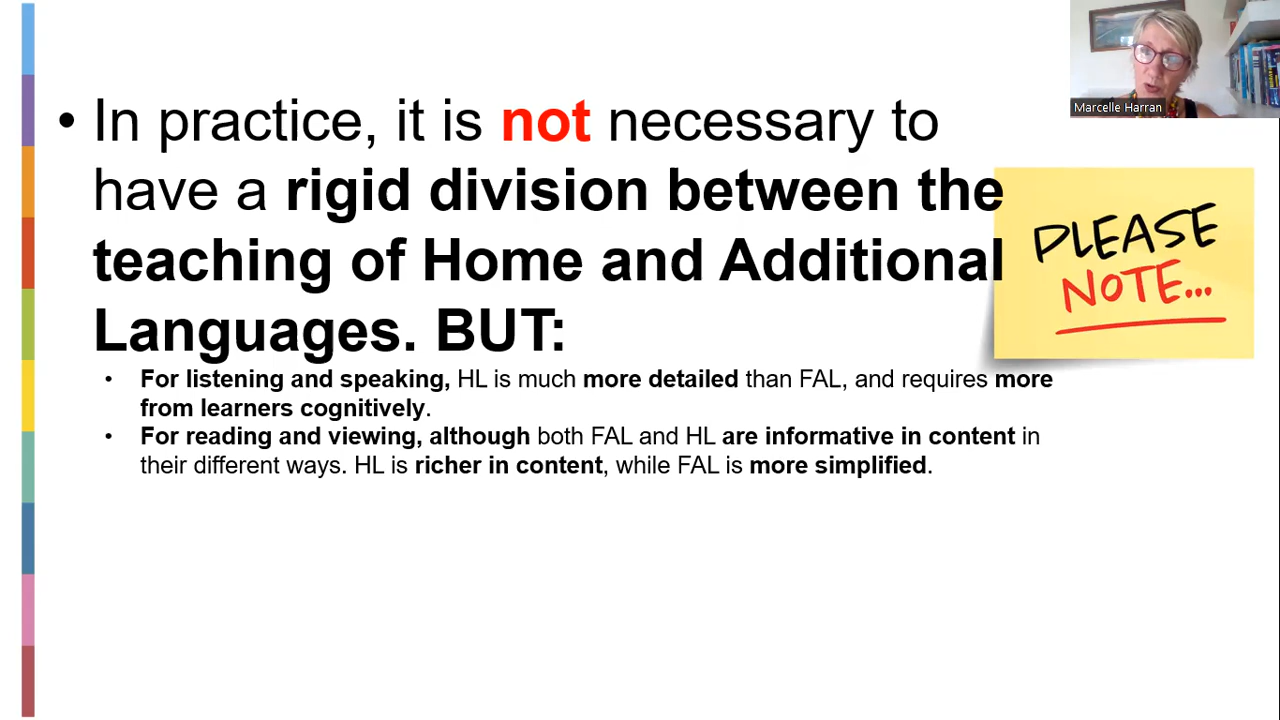 • In practice, it is not necessary to
have a rigid division between the
teaching of Home and Additional
Languages. BUT:
• For listening and speaking, HL is much more detailed than FAL, and requires more
from learners cognitively.
• For reading and viewing, although both FAL and HL are informative in content in
their different ways. HL is richer in content, while FAL is more simplified.
PLEASE
NOTE...
Marcelle Harran